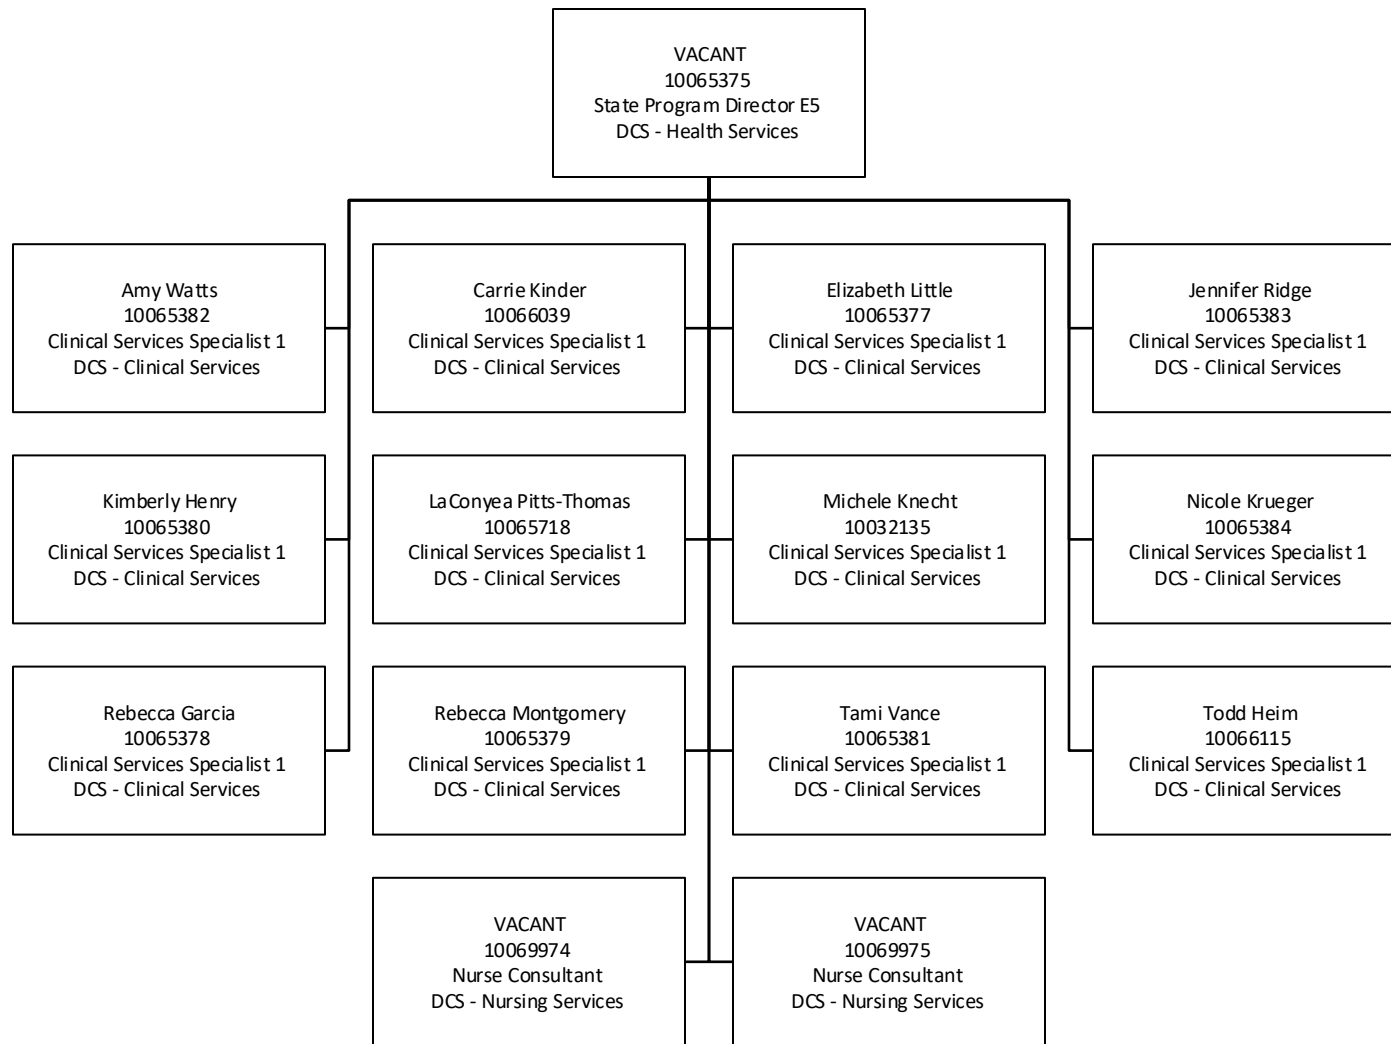 VACANT
10065375
State Program Director E5
DCS - Health Services
Amy Watts
10065382
Clinical Services Specialist 1
DCS - Clinical Services
Carrie Kinder
10066039
Clinical Services Specialist 1
DCS - Clinical Services
Elizabeth Little
10065377
Clinical Services Specialist 1
DCS - Clinical Services
Jennifer Ridge
10065383
Clinical Services Specialist 1
DCS - Clinical Services
Kimberly Henry
10065380
Clinical Services Specialist 1
DCS - Clinical Services
LaConyea Pitts-Thomas
10065718
Clinical Services Specialist 1
DCS - Clinical Services
Michele Knecht
10032135
Clinical Services Specialist 1
DCS - Clinical Services
Nicole Krueger
10065384
Clinical Services Specialist 1
DCS - Clinical Services
Rebecca Garcia
10065378
Clinical Services Specialist 1
DCS - Clinical Services
Rebecca Montgomery
10065379
Clinical Services Specialist 1
DCS - Clinical Services
Tami Vance
10065381
Clinical Services Specialist 1
DCS - Clinical Services
Todd Heim
10066115
Clinical Services Specialist 1
DCS - Clinical Services
VACANT
10069974
Nurse Consultant
DCS - Nursing Services
VACANT
10069975
Nurse Consultant
DCS - Nursing Services